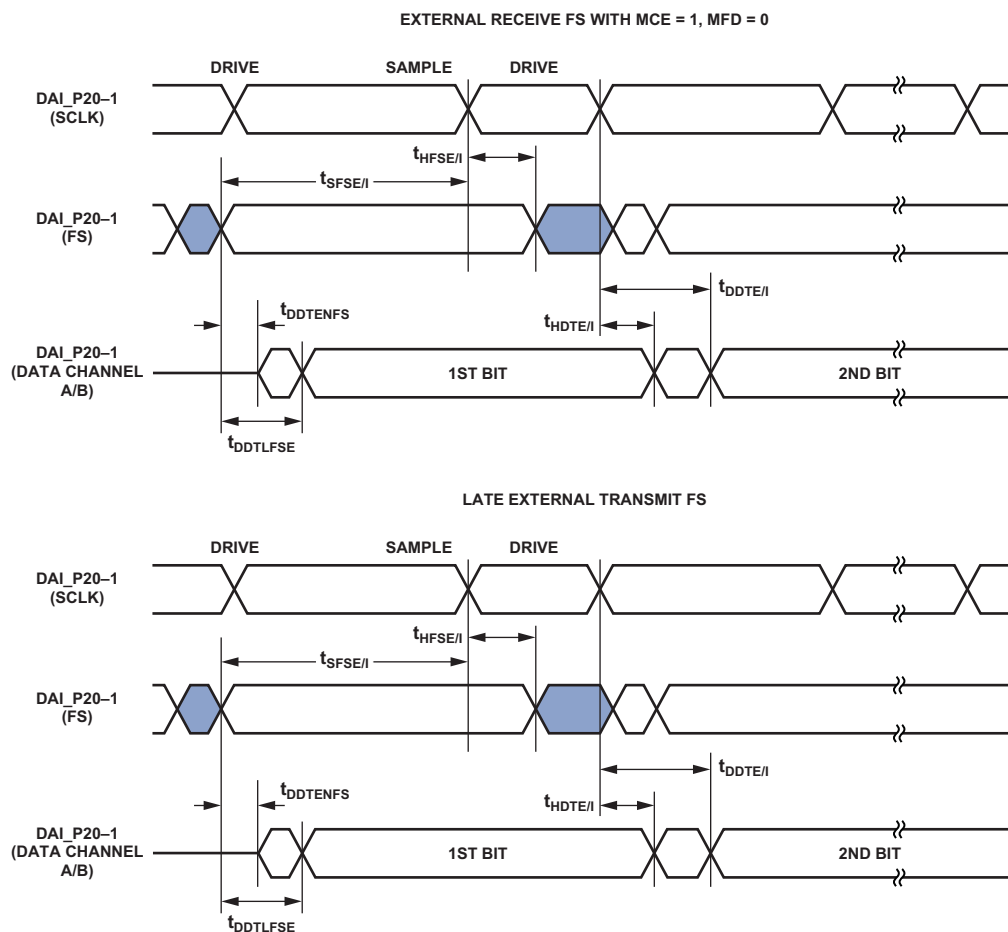 EXTERNAL RECEIVE FS WITH MCE = 1, MFD = 0
DRIVE SAMPLE DRIVE
DAI_P20–1
(SCLK)
tHFSE/I
tSFSE/I
DAI_P20–1
(FS)
tDDTE/I
tDDTENFS
tHDTE/I
DAI_P20–1
(DATA CHANNEL
A/B)
1ST BIT 2ND BIT
tDDTLFSE
LATE EXTERNAL TRANSMIT FS
DRIVE SAMPLE DRIVE
DAI_P20–1
(SCLK)
tHFSE/I
tSFSE/I
DAI_P20–1
(FS)
tDDTE/I
tDDTENFS
tHDTE/I
DAI_P20–1
(DATA CHANNEL
A/B)
1ST BIT 2ND BIT
tDDTLFSE